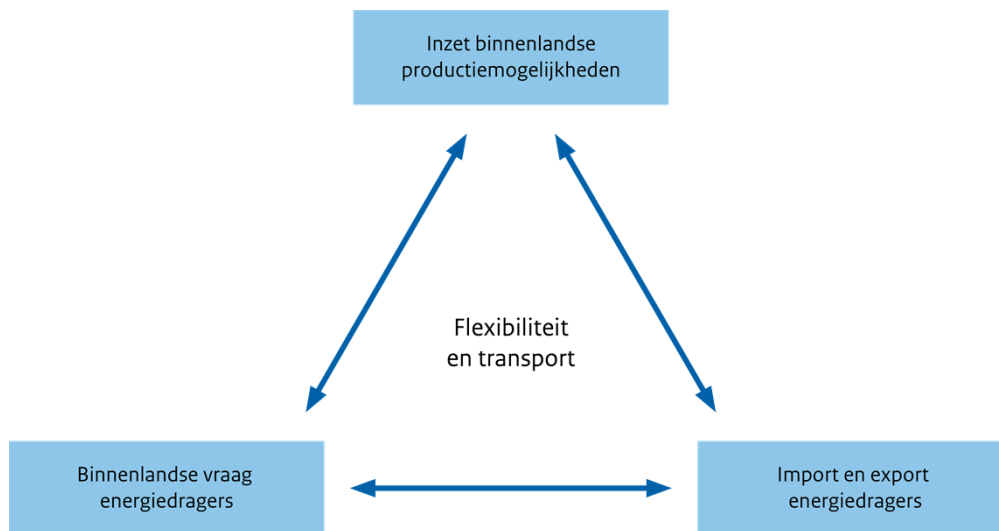 Inzet binnenlandse
productiemogelijkheden
Flexibiliteit
en transport
Binnenlandse vraag
energiedragers
Import en export
energiedragers